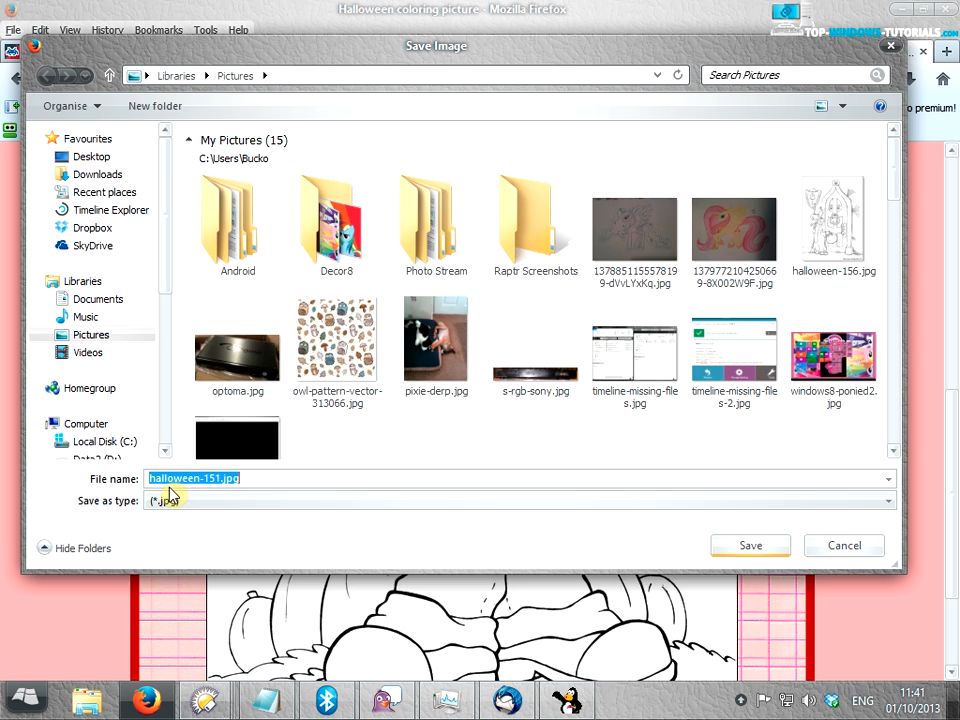 Halloween coloring picture - Mozilla Firefox
File Edit View History Bookmarks Tools Help
TOP-WINDOWS-TUTORIALS.COM
Save Image
Libraries Pictures
Search Pictures
Organise New folder
o premium!
Favourites
Desktop
Downloads
Recent places
Timeline Explorer
Dropbox
SkyDrive
Libraries
Documents
Music
Pictures
Videos
Homegroup
Computer
Local Disk (C:)
Data2 (D:)
My Pictures (15)
C:\Users\Bucko
Android
Decor8
Photo Stream
Raptr Screenshots
137885115557819-dVvLYxKq.jpg
1379772104250669-8X002W9F.jpg
halloween-156.jpg
optoma.jpg
owl-pattern-vector-313066.jpg
pixie-derp.jpg
s-rgb-sony.jpg
timeline-missing-files.jpg
timeline-missing-files-2.jpg
windows8-ponied2.jpg
File name: halloween-151.jpg
Save as type: (*.jpg)
Hide Folders
Save
Cancel
ENG
11:41
01/10/2013